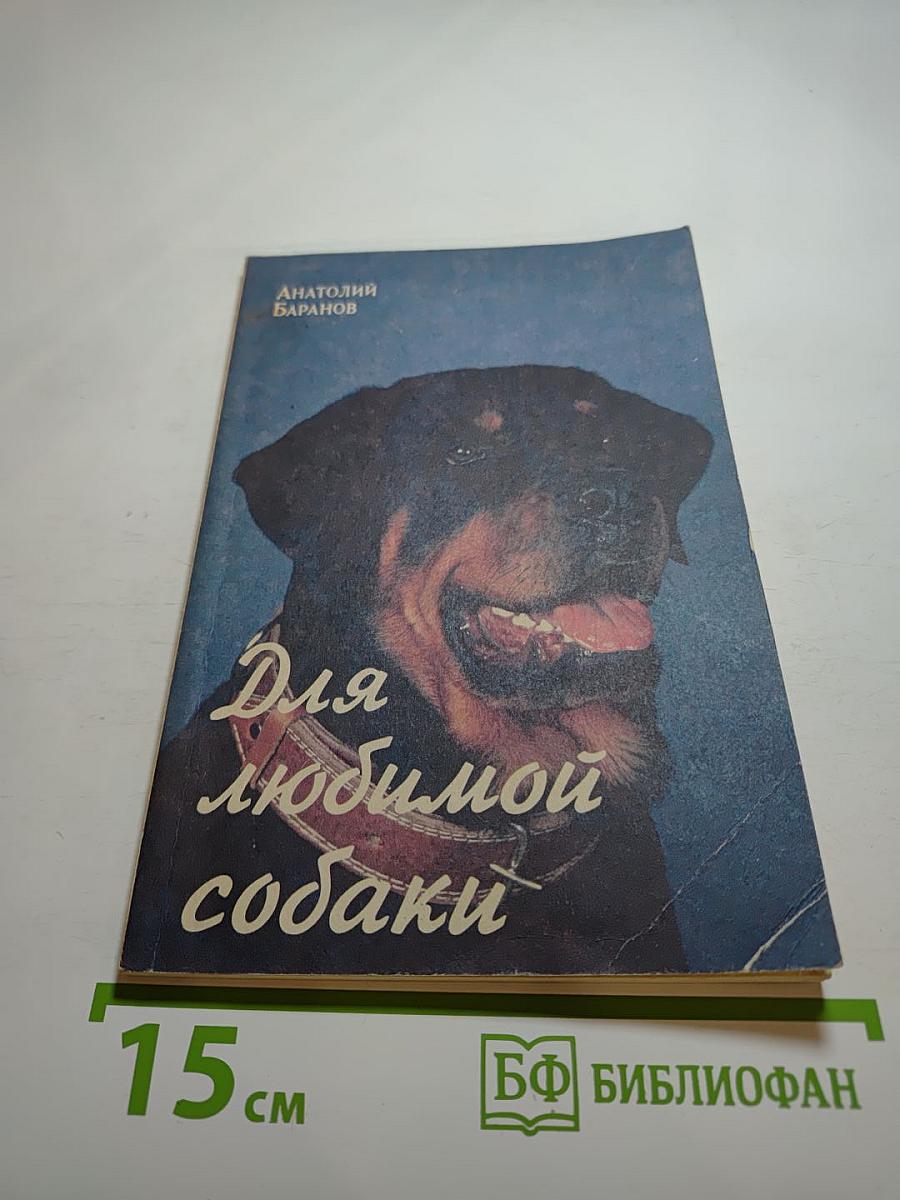 Анатолий
Баранов
Для
любимой
собаки
15 см
БФ БИБЛИОФАН